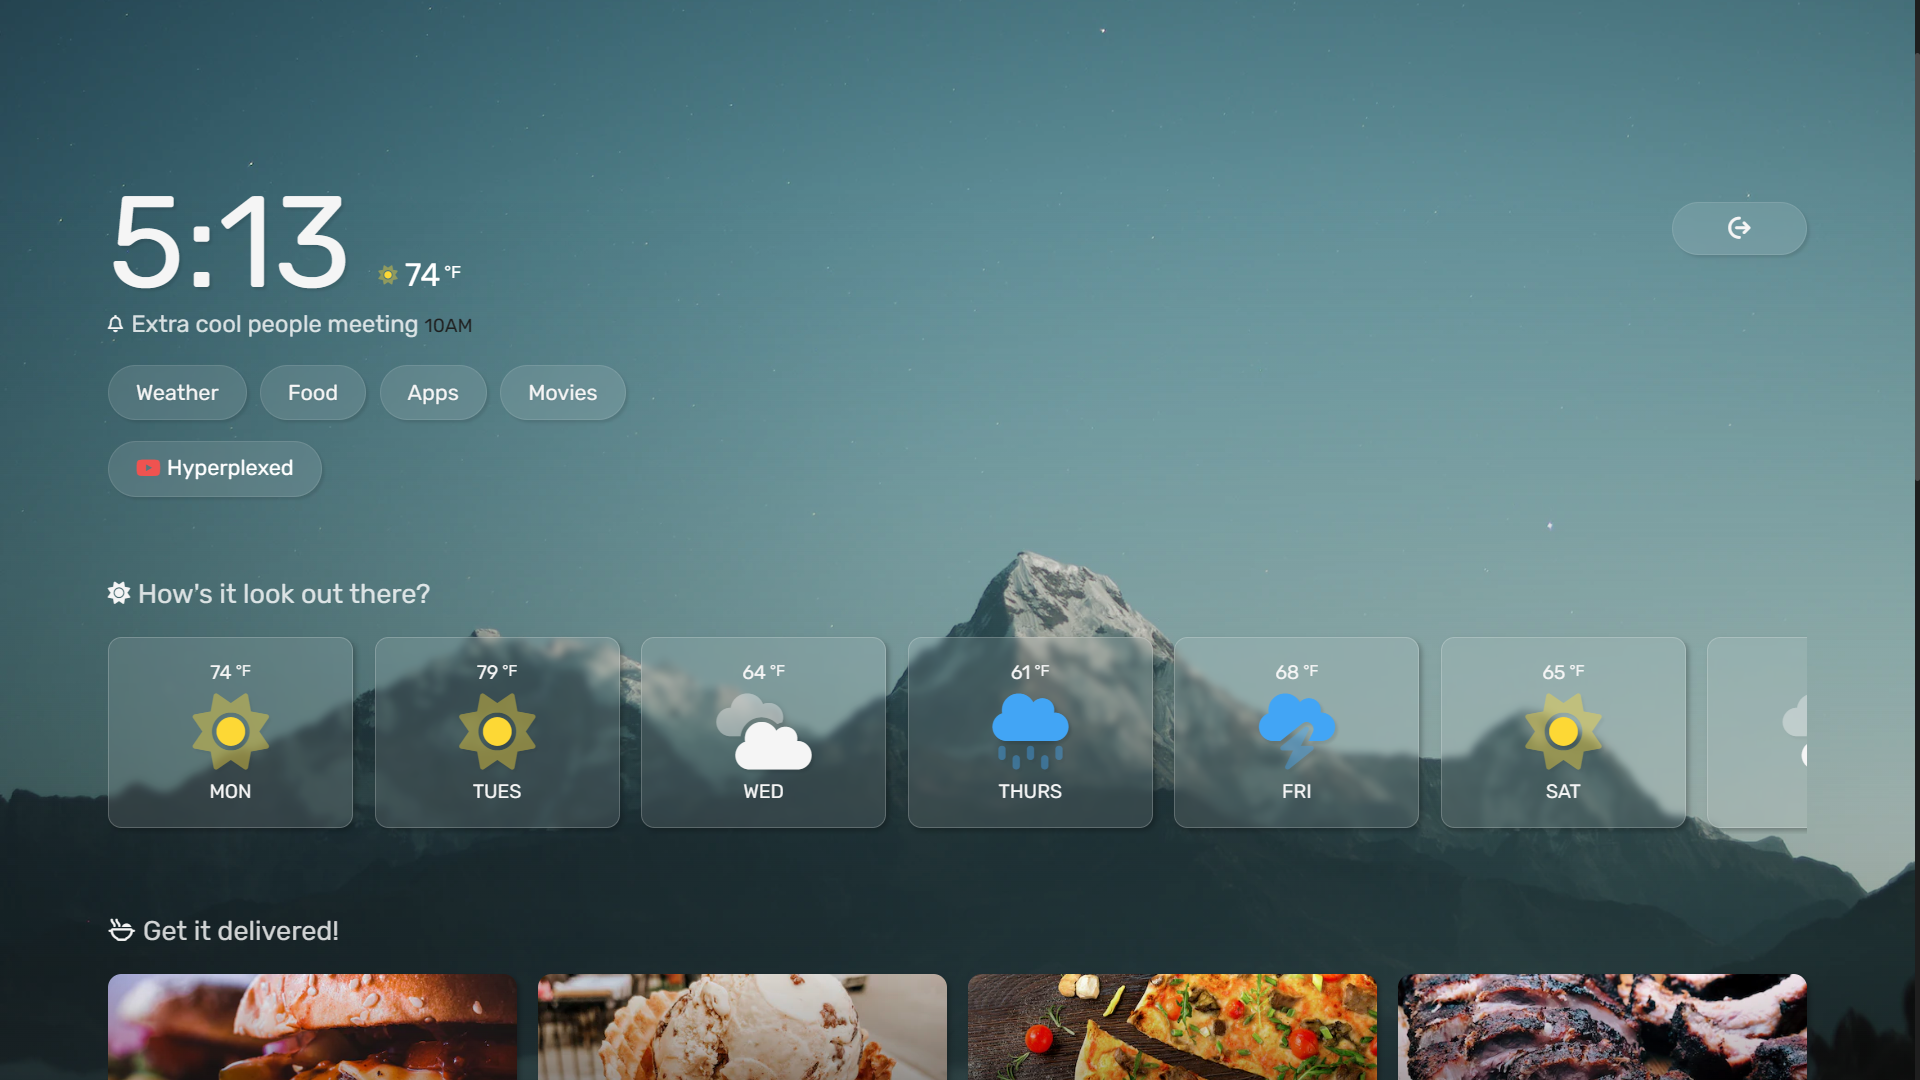 5:13
74 °F
Extra cool people meeting 10AM
Weather Food Apps Movies
Hyperplexed
How's it look out there?
74 °F 79 °F 64 °F 61 °F 68 °F 65 °F
MON TUES WED THURS FRI SAT
Get it delivered!